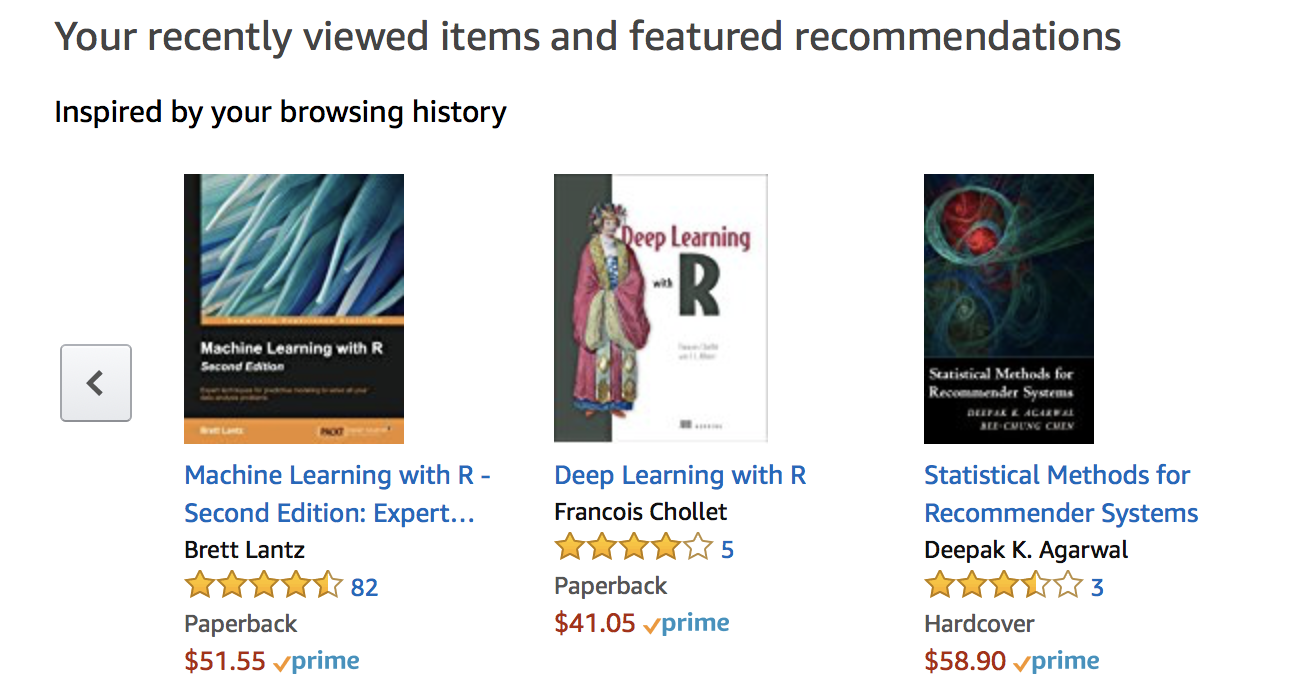 Your recently viewed items and featured recommendations
Inspired by your browsing history
Machine Learning with R
Second Edition
Brett Lantz
PACKT
Machine Learning with R -
Second Edition: Expert...
Brett Lantz
82
Paperback
$51.55 prime
Deep Learning
with R
MANNING
Deep Learning with R
Francois Chollet
5
Paperback
$41.05 prime
Statistical Methods for
Recommender Systems
DEEPAK K. AGARWAL
BEE-CHUNG CHEN
Statistical Methods for
Recommender Systems
Deepak K. Agarwal
3
Hardcover
$58.90 prime